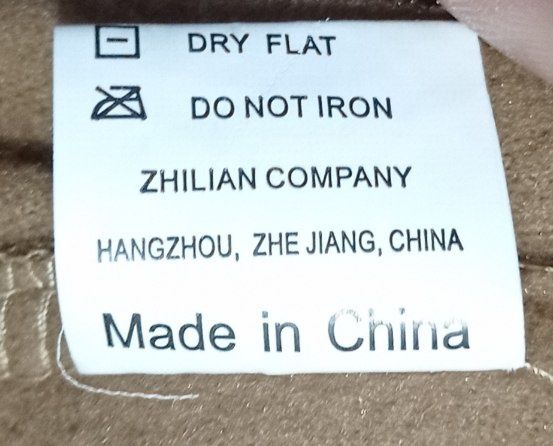 DRY FLAT
DO NOT IRON
ZHILIAN COMPANY
HANGZHOU, ZHE JIANG, CHINA
Made in China